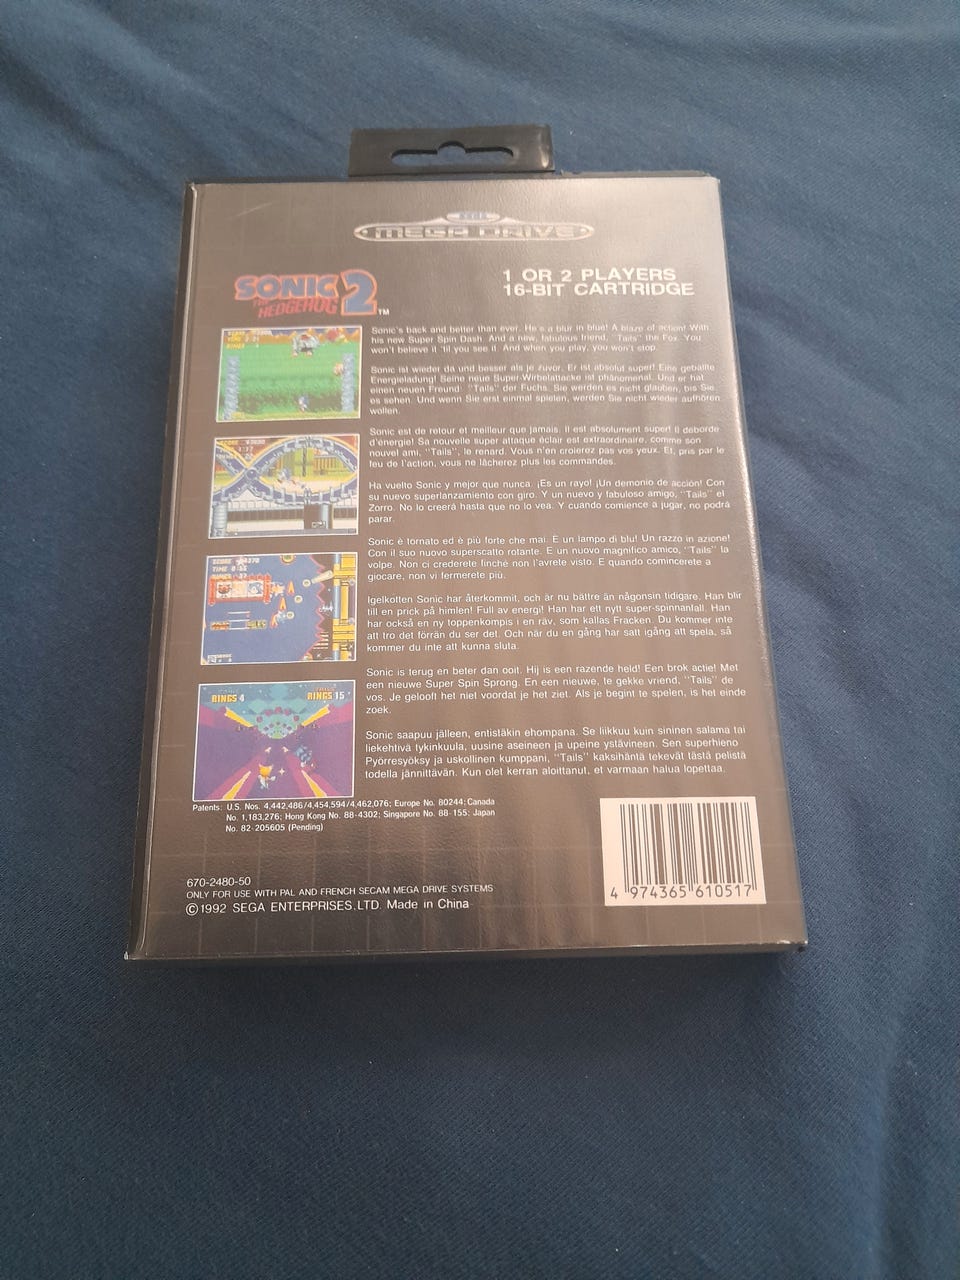 SEGA
MEGA DRIVE
SONIC
THE
HEDGEHOG
2
TM
1 OR 2 PLAYERS
16-BIT CARTRIDGE
Sonic's back and better than ever. He's a blur in blue! A blaze of action! With
his new Super Spin Dash. And a new, fabulous friend, "Tails" the Fox. You
won't believe it 'til you see it. And when you play, you won't stop.
Sonic ist wieder da und besser als je zuvor. Er ist absolut super! Eine geballte
Energieladung! Seine neue Super-Wirbelattacke ist phänomenal. Und er hat
einen neuen Freund: "Tails" der Fuchs. Sie werden es nicht glauben, bis Sie
es sehen. Und wenn Sie erst einmal spielen, werden Sie nicht wieder aufhören
wollen.
Sonic est de retour et meilleur que jamais. Il est absolument super! Il déborde
d'énergie! Sa nouvelle super attaque éclair est extraordinaire, comme son
nouvel ami, "Tails", le renard. Vous n'en croirez pas vos yeux. Et, pris par le
feu de l'action, vous ne lâcherez plus les commandes.
Ha vuelto Sonic y mejor que nunca. ¡Es un rayo! ¡Un demonio de acción! Con
su nuevo superlanzamiento con giro. Y un nuevo y fabuloso amigo, "Tails" el
Zorro. No lo creerá hasta que no lo vea. Y cuando comience a jugar, no podrá
parar.
Sonic è tornato ed è più forte che mai. È un lampo di blu! Un razzo in azione!
Con il suo nuovo superscatto rotante. E un nuovo magnifico amico, "Tails" la
volpe. Non ci crederete finché non l'avrete visto. E quando comincerete a
giocare, non vi fermerete più.
Igelkotten Sonic har återkommit, och är nu bättre än någonsin tidigare. Han blir
till en prick på himlen! Full av energi! Han har ett nytt super-spinnanfall. Han
har också en ny toppenkompis i en räv, som kallas Fracken. Du kommer inte
att tro det förrän du ser det. Och när du en gång har satt igång att spela, så
kommer du inte att kunna sluta.
Sonic is terug en beter dan ooit. Hij is een razende held! Een brok actie! Met
een nieuwe Super Spin Sprong. En een nieuwe, te gekke vriend, "Tails" de
vos. Je gelooft het niet voordat je het ziet. Als je begint te spelen, is het einde
zoek.
Sonic saapuu jälleen, entistäkin ehompana. Se liikkuu kuin sininen salama tai
liekehtivä tykinkuula, uusine aseineen ja upeine ystävineen. Sen superhieno
Pyörresyöksy ja uskollinen kumppani, "Tails" kaksihäntä tekevät tästä pelistä
todella jännittävän. Kun olet kerran aloittanut, et varmaan halua lopettaa.
RINGS 4
RINGS 15
Patents: U.S. Nos. 4,442,486/4,454,594/4,462,076; Europe No. 80244; Canada
No. 1,183,276; Hong Kong No. 88-4302; Singapore No. 88-155; Japan
No. 82-205605 (Pending)
670-2480-50
ONLY FOR USE WITH PAL AND FRENCH SECAM MEGA DRIVE SYSTEMS
©1992 SEGA ENTERPRISES.LTD. Made in China
4 974365 610517